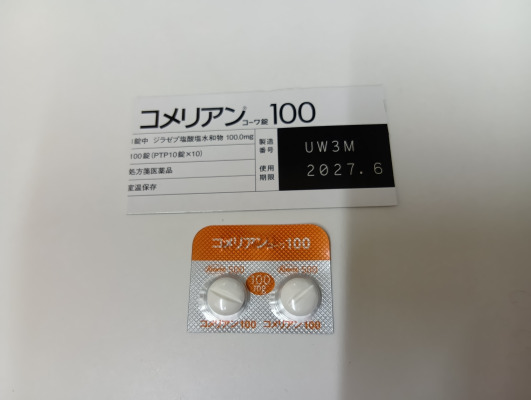 コメリアン® コーワ錠 100
1錠中 ジラゼプ塩酸塩水和物 100.0mg
100錠(PTP10錠×10)
処方箋医薬品
室温保存
製造番号 UW3M
使用期限 2027.6
コメリアンコーワ100
100
コメリアン100 コメリアン100